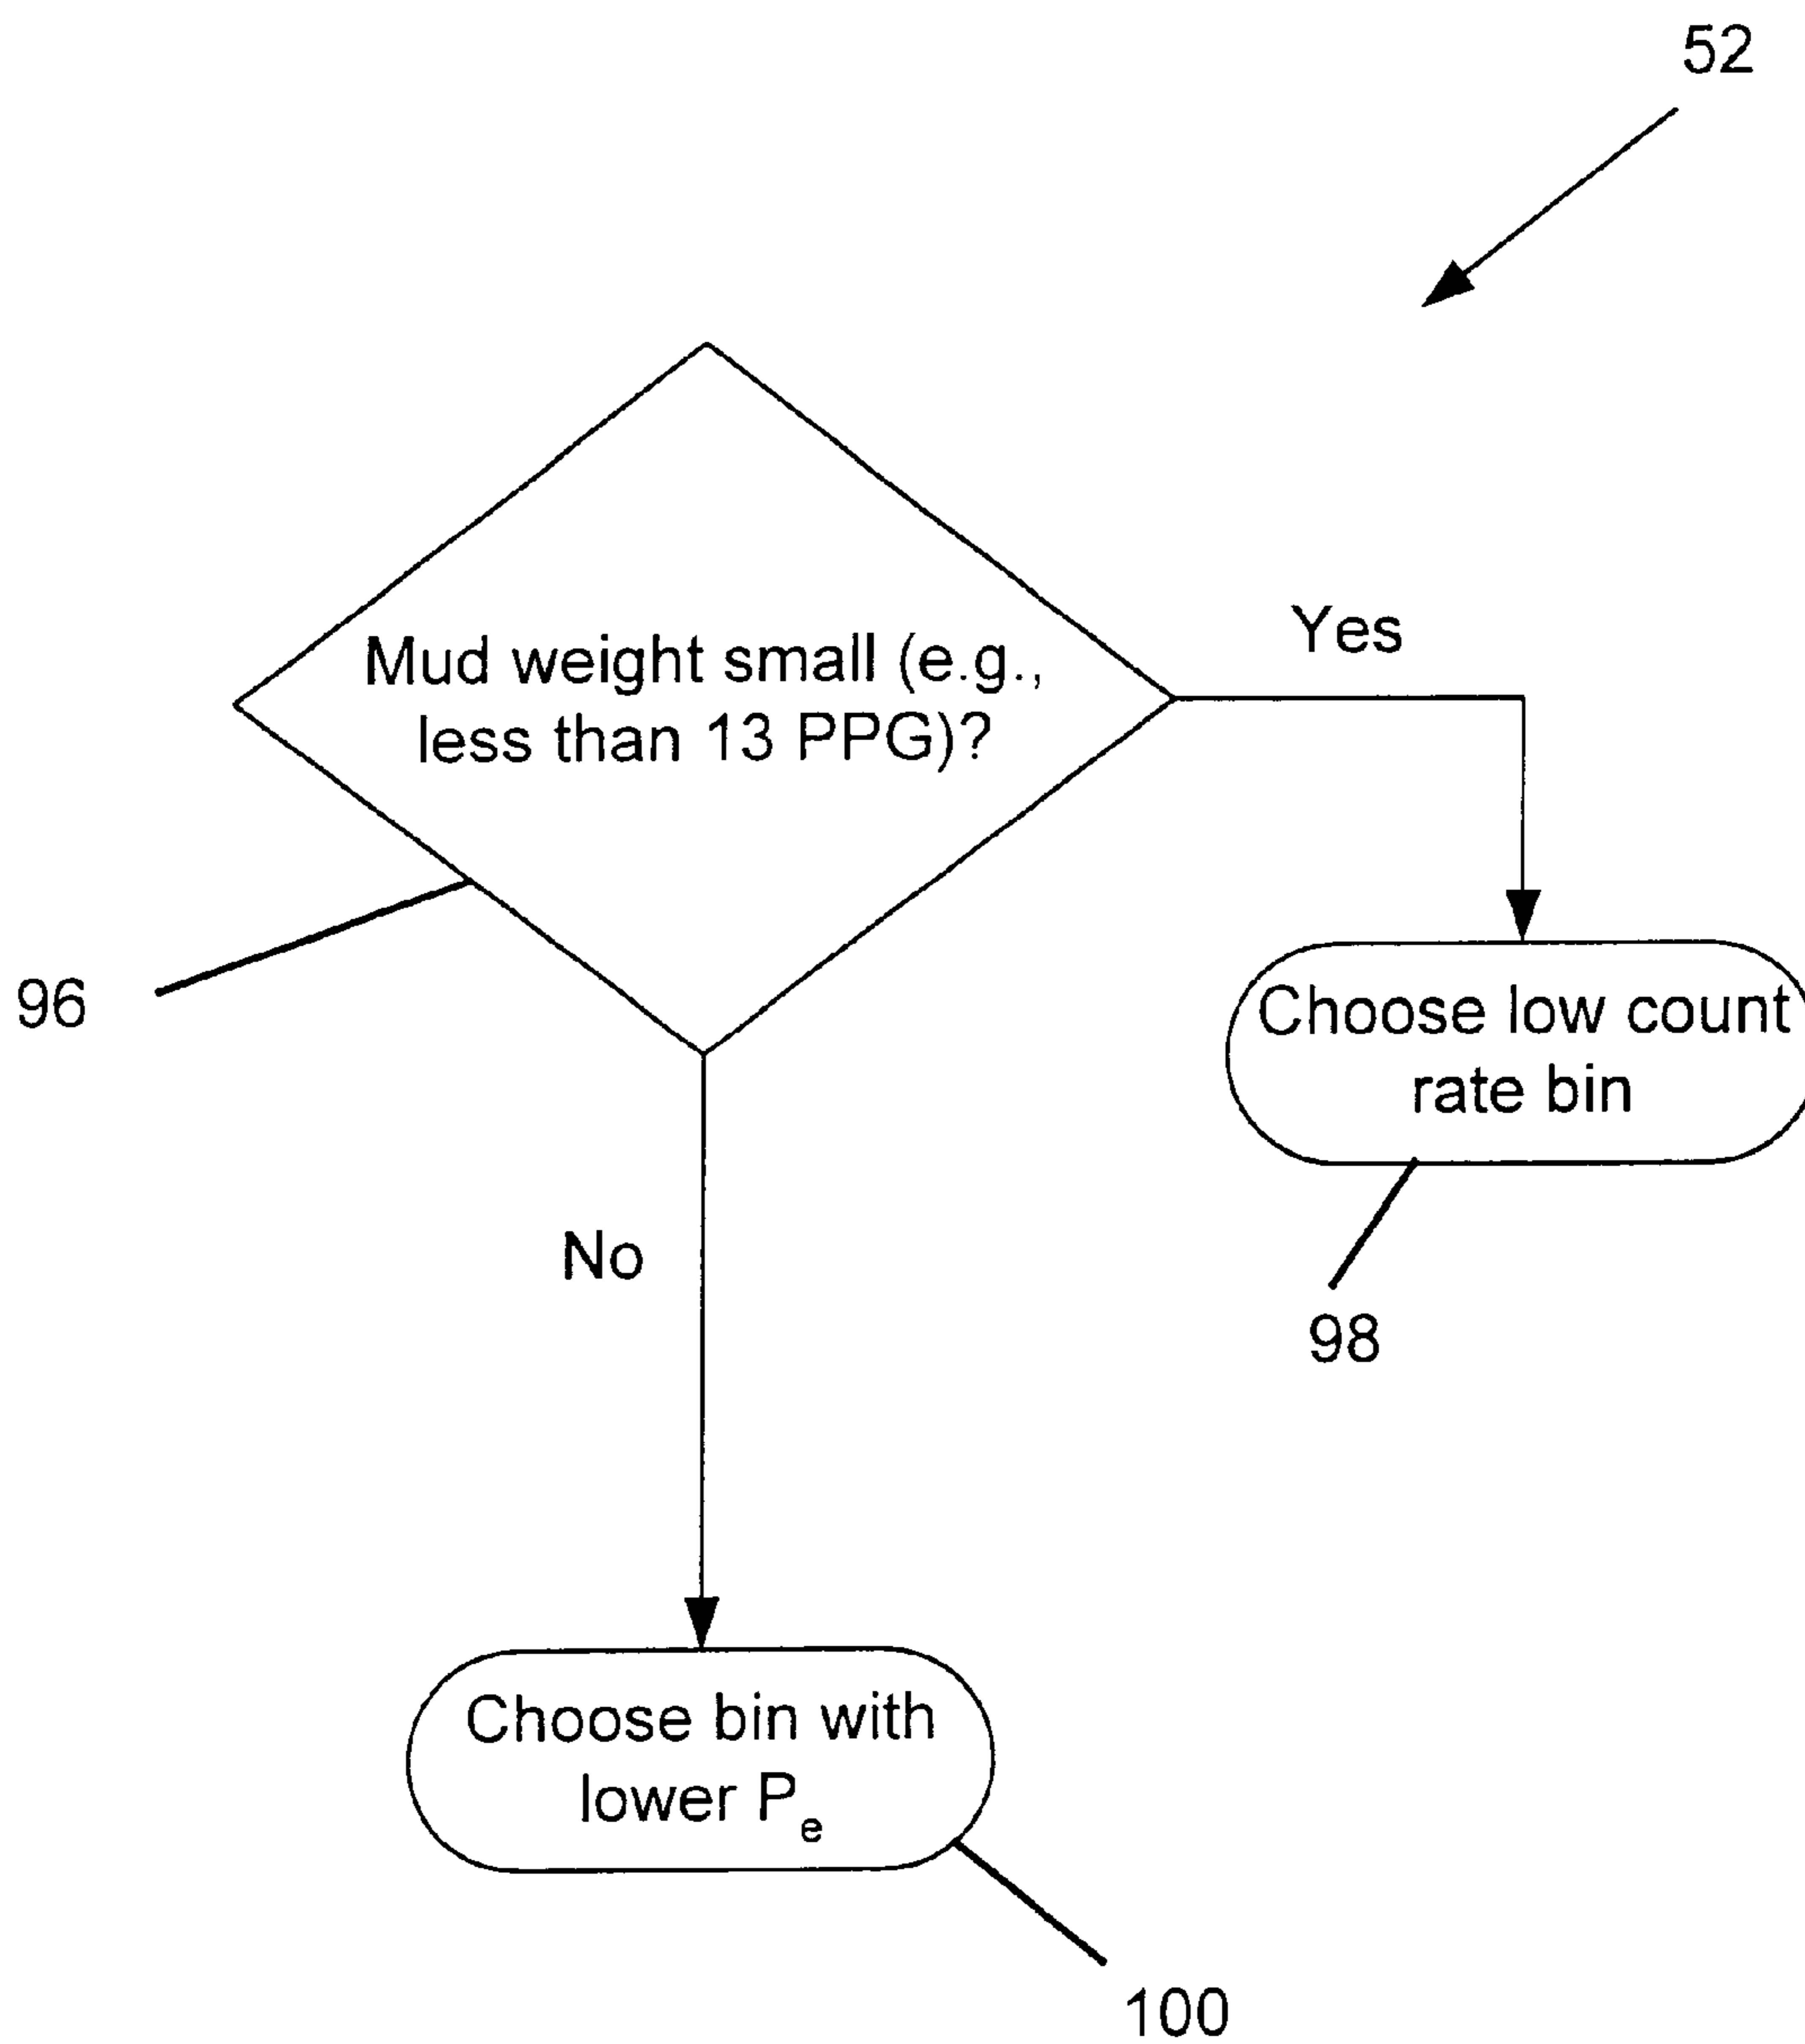 52
Mud weight small (e.g.,
less than 13 PPG)?
Yes
96
Choose low count
rate bin
No
98
Choose bin with
lower Pe
100